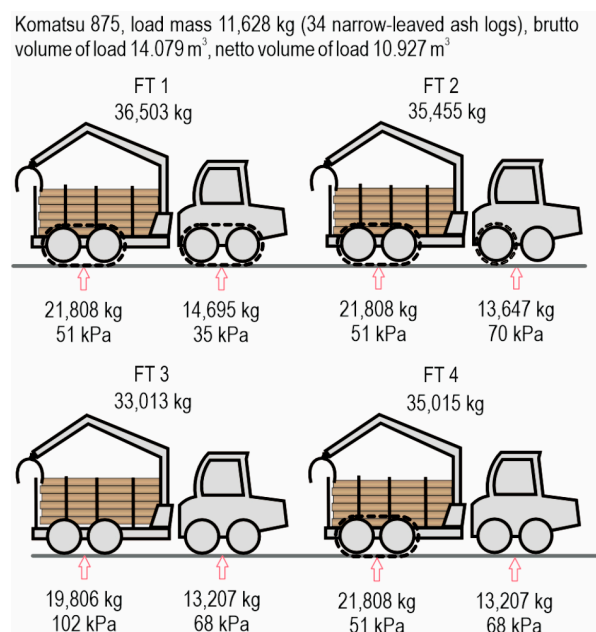 Komatsu 875, load mass 11,628 kg (34 narrow-leaved ash logs), brutto
volume of load 14.079 m³, netto volume of load 10.927 m³
FT 1
36,503 kg
FT 2
35,455 kg
21,808 kg
51 kPa
14,695 kg
35 kPa
21,808 kg
51 kPa
13,647 kg
70 kPa
FT 3
33,013 kg
FT 4
35,015 kg
19,806 kg
102 kPa
13,207 kg
68 kPa
21,808 kg
51 kPa
13,207 kg
68 kPa